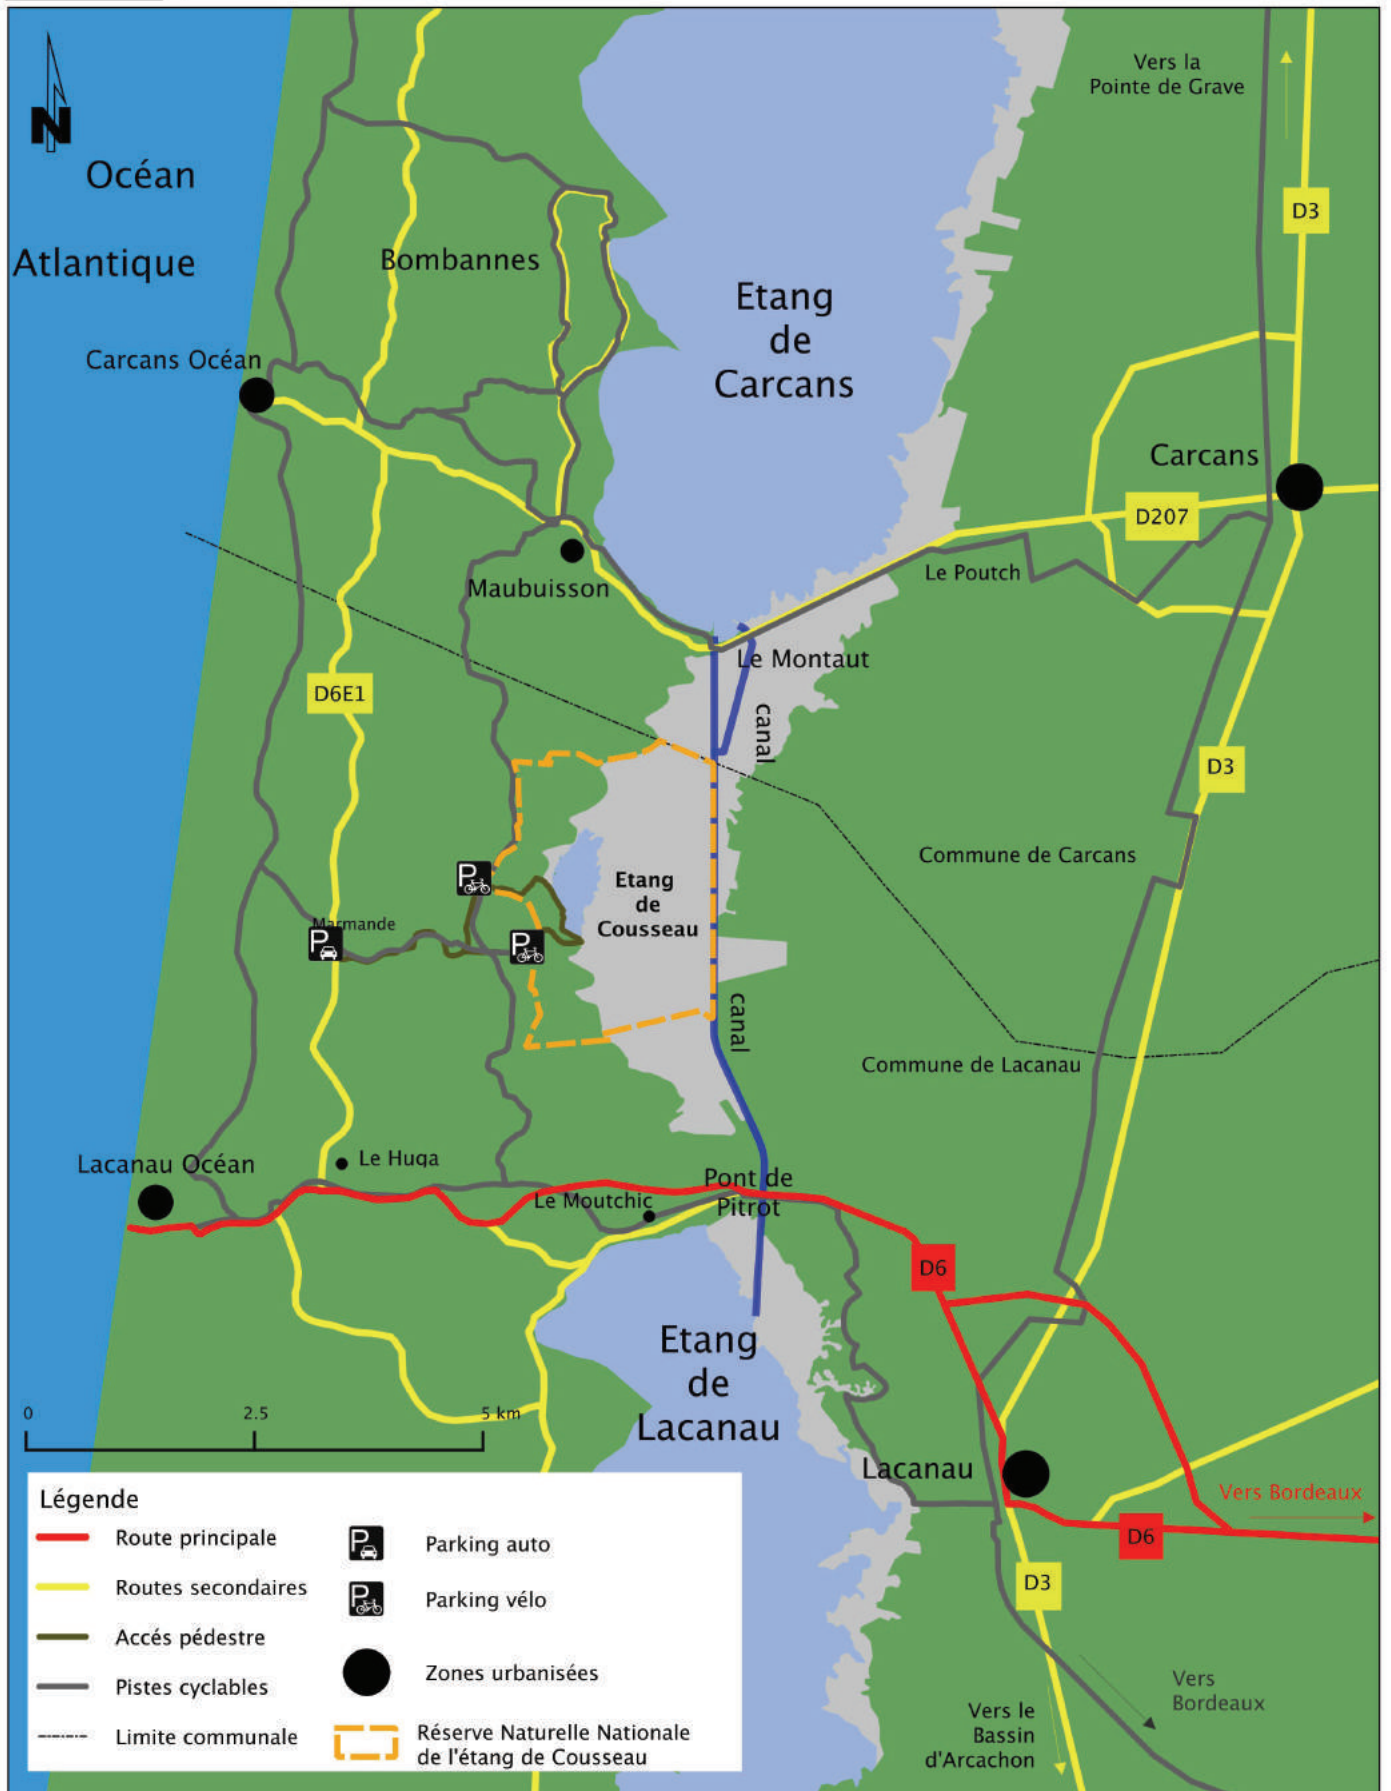 N
Océan
Atlantique
Vers la
Pointe de Grave
D3
Bombannes
Etang
de
Carcans
Carcans Océan
Carcans
D207
Le Poutch
Maubuisson
Le Montaut
canal
D6E1
D3
Commune de Carcans
Etang
de
Cousseau
P
Marmande
P
P
canal
Commune de Lacanau
Le Huga
Lacanau Océan
Pont de
Pitrot
Le Moutchic
D6
Etang
de
Lacanau
0 2.5 5 km
Lacanau
Vers Bordeaux
D6
D3
Vers
Bordeaux
Vers le
Bassin
d'Arcachon
Légende
Route principale
Routes secondaires
Accés pédestre
Pistes cyclables
Limite communale
P
Parking auto
P
Parking vélo
Zones urbanisées
Réserve Naturelle Nationale
de l'étang de Cousseau